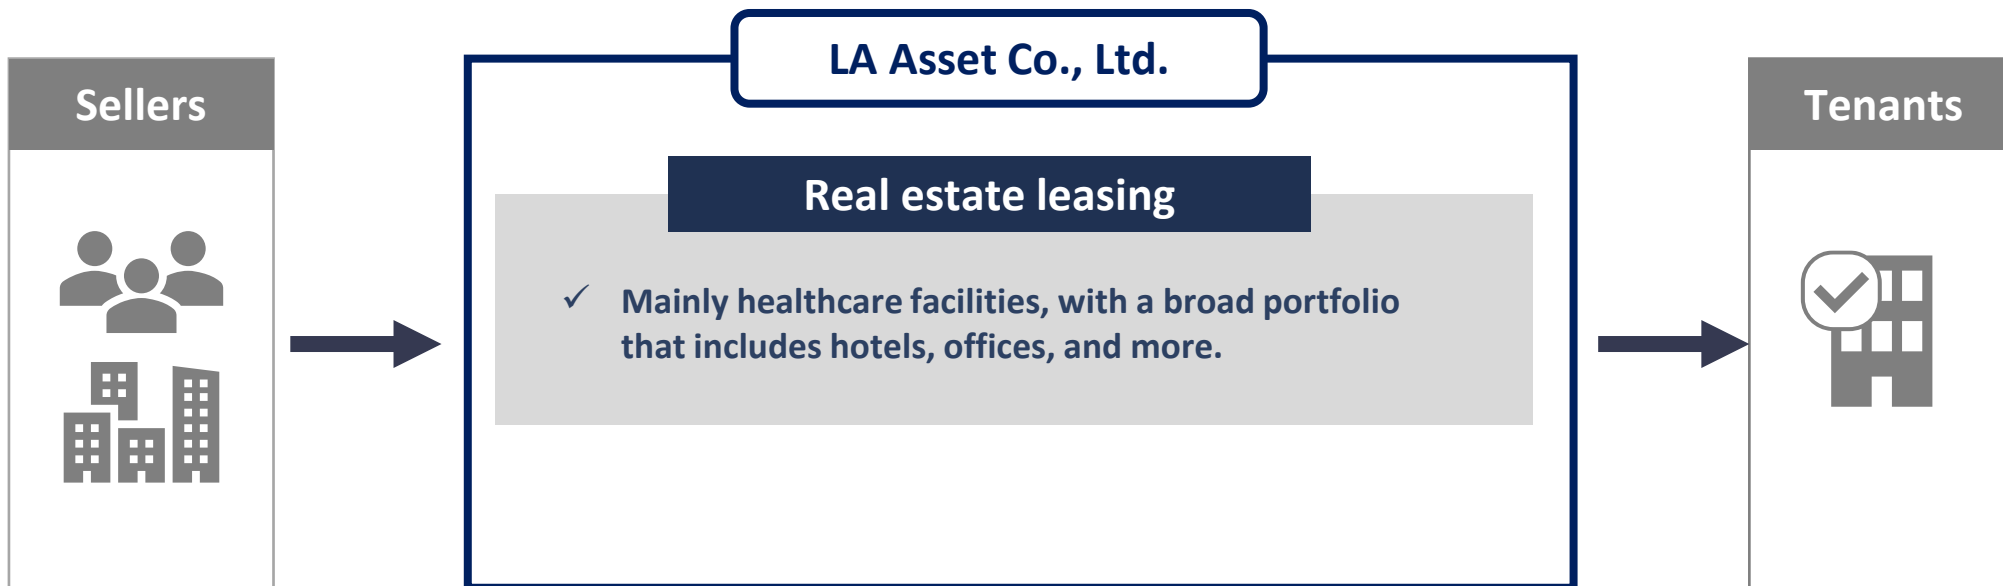 LA Asset Co., Ltd.
Sellers
Tenants
Real estate leasing
✓ Mainly healthcare facilities, with a broad portfolio
that includes hotels, offices, and more.